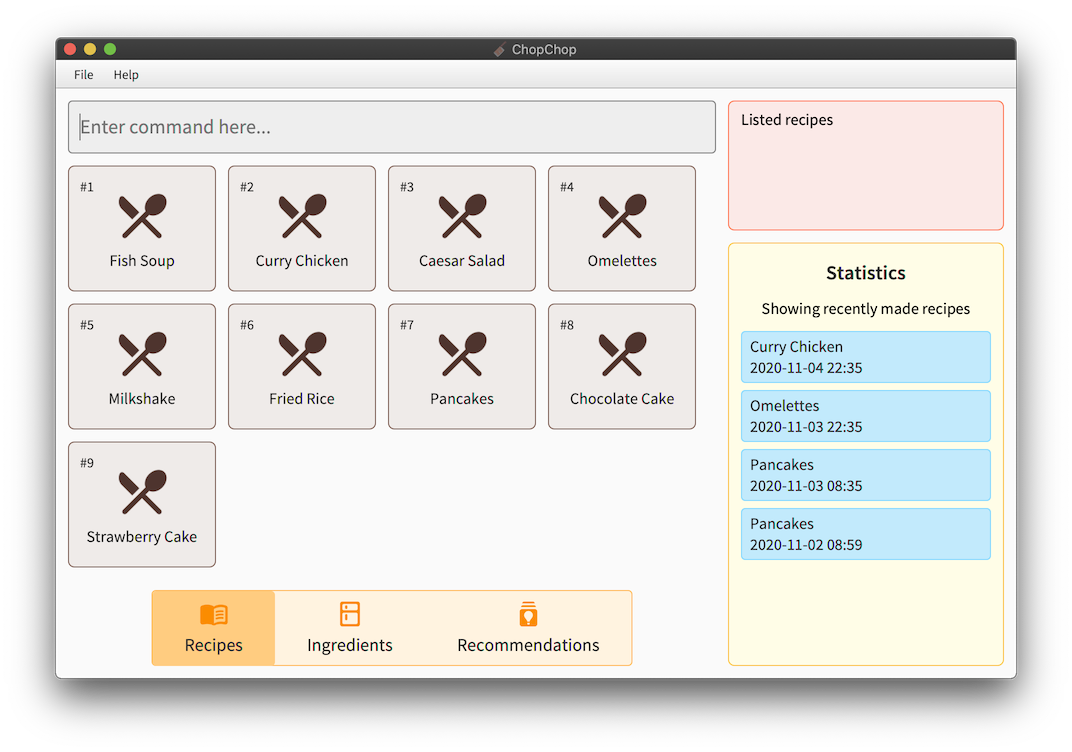 ChopChop
File Help
Enter command here...
#1
Fish Soup
#2
Curry Chicken
#3
Caesar Salad
#4
Omelettes
#5
Milkshake
#6
Fried Rice
#7
Pancakes
#8
Chocolate Cake
#9
Strawberry Cake
Recipes
Ingredients
Recommendations
Listed recipes
Statistics
Showing recently made recipes
Curry Chicken
2020-11-04 22:35
Omelettes
2020-11-03 22:35
Pancakes
2020-11-03 08:35
Pancakes
2020-11-02 08:59